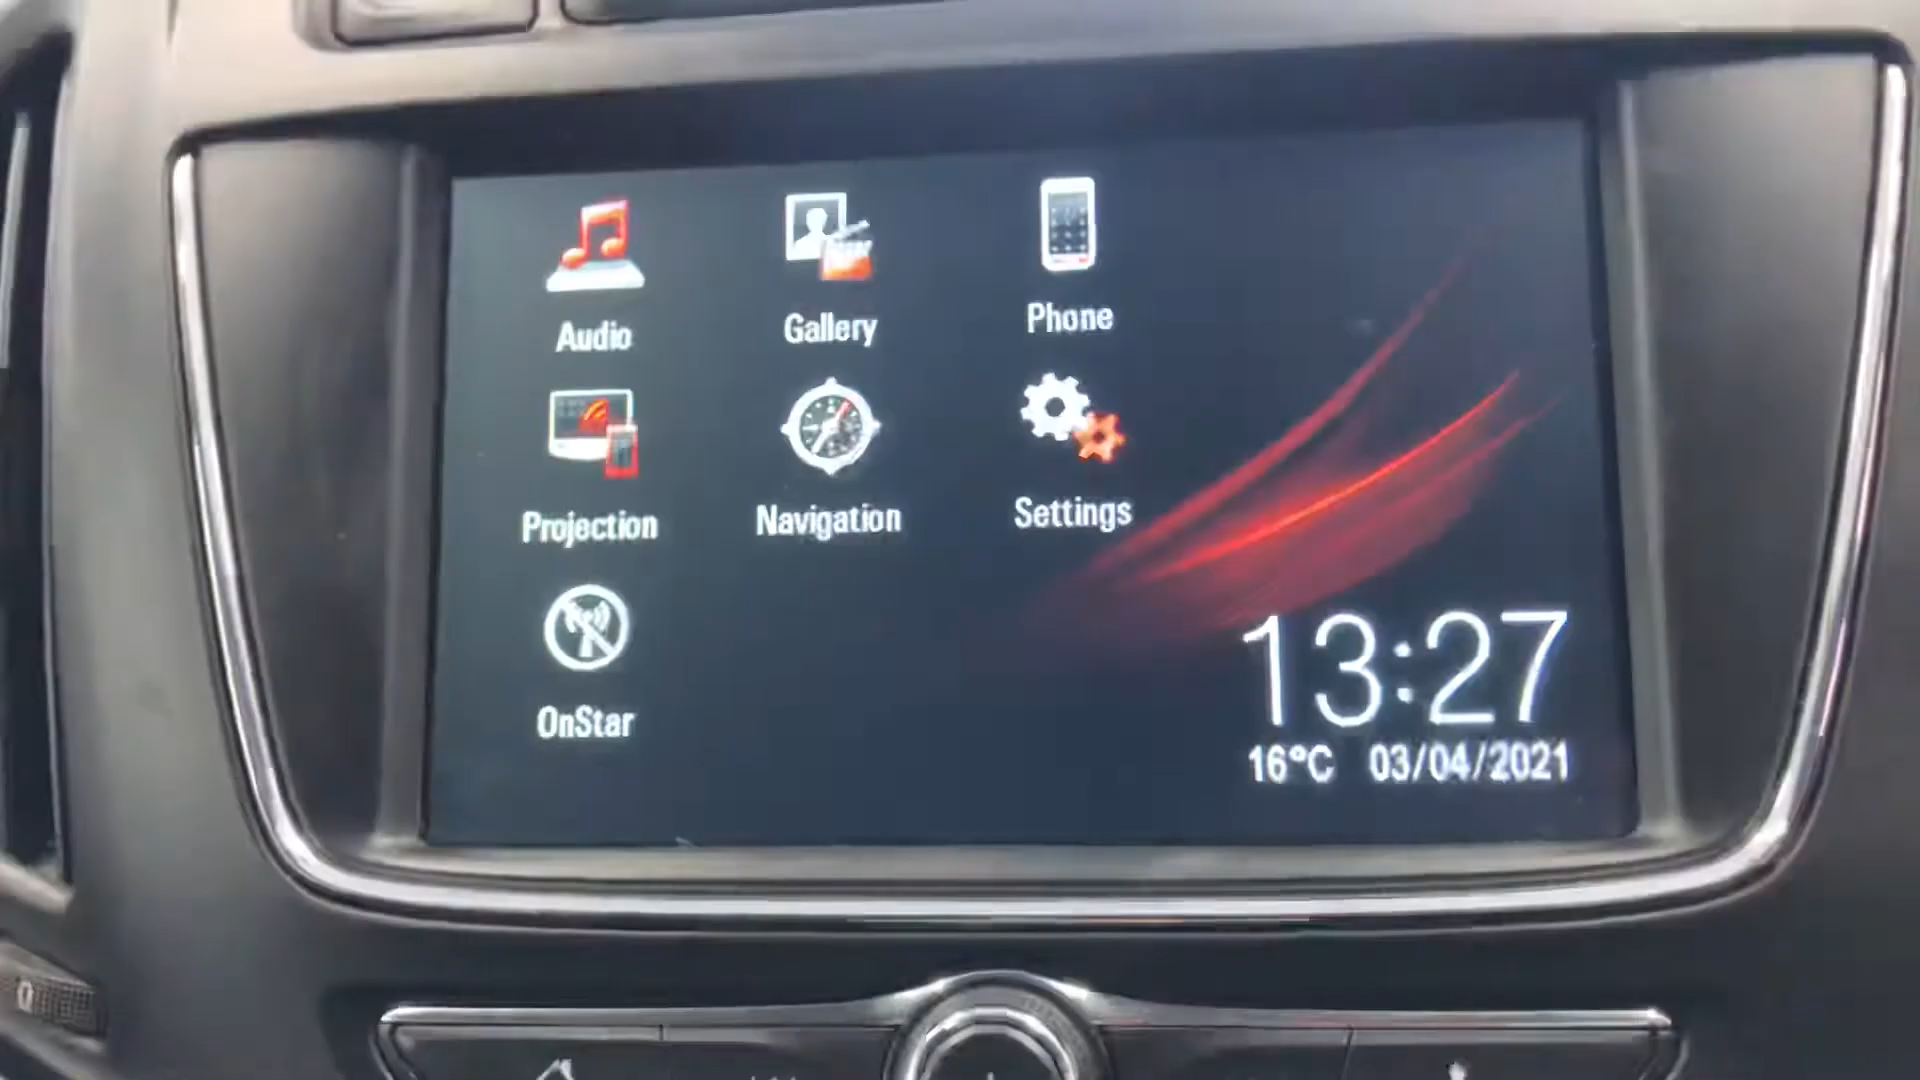 Audio Gallery Phone
Projection Navigation Settings
OnStar
13:27
16°C 03/04/2021